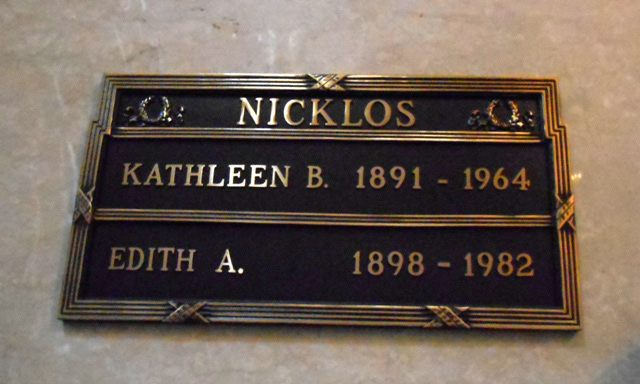 NICKLOS
KATHLEEN B. 1891 - 1964
EDITH A. 1898 - 1982